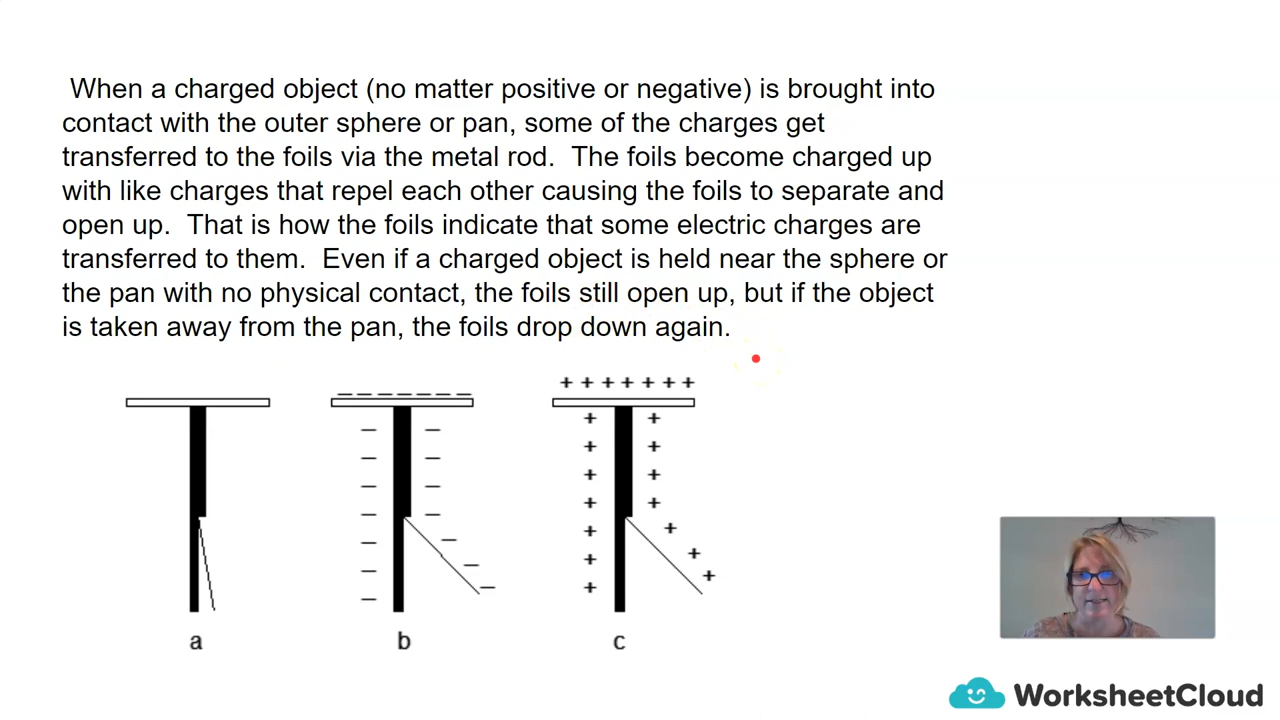 When a charged object (no matter positive or negative) is brought into
contact with the outer sphere or pan, some of the charges get
transferred to the foils via the metal rod.  The foils become charged up
with like charges that repel each other causing the foils to separate and
open up.  That is how the foils indicate that some electric charges are
transferred to them.  Even if a charged object is held near the sphere or
the pan with no physical contact, the foils still open up, but if the object
is taken away from the pan, the foils drop down again.
a b c
WorksheetCloud